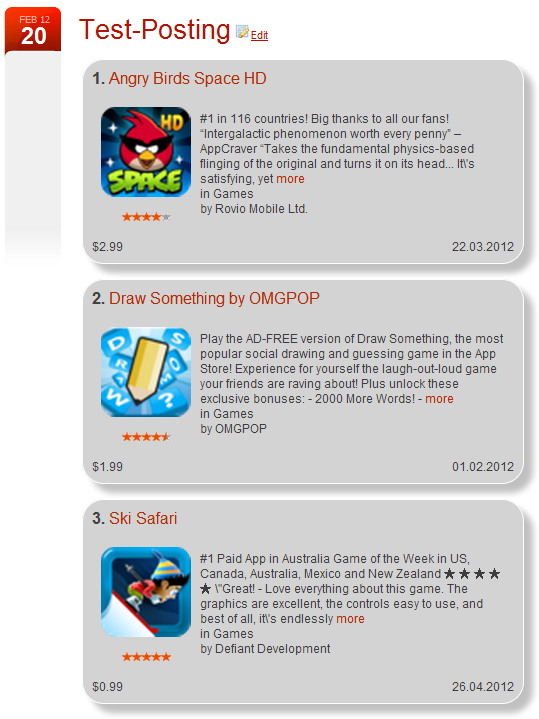 FEB 12
20
Test-Posting Edit
1. Angry Birds Space HD
HD
SPACE
#1 in 116 countries! Big thanks to all our fans!
“Intergalactic phenomenon worth every penny” –
AppCraver “Takes the fundamental physics-based
flinging of the original and turns it on its head... It\'s
satisfying, yet more
in Games
by Rovio Mobile Ltd.
$2.99 22.03.2012
2. Draw Something by OMGPOP
DRAW
SOM
?
Play the AD-FREE version of Draw Something, the most
popular social drawing and guessing game in the App
Store! Experience for yourself the laugh-out-loud game
your friends are raving about! Plus unlock these
exclusive bonuses: - 2000 More Words! - more
in Games
by OMGPOP
$1.99 01.02.2012
3. Ski Safari
#1 Paid App in Australia Game of the Week in US,
Canada, Australia, Mexico and New Zealand ★ ★ ★ ★
★ \"Great! - Love everything about this game. The
graphics are excellent, the controls easy to use, and
best of all, it\'s endlessly more
in Games
by Defiant Development
$0.99 26.04.2012